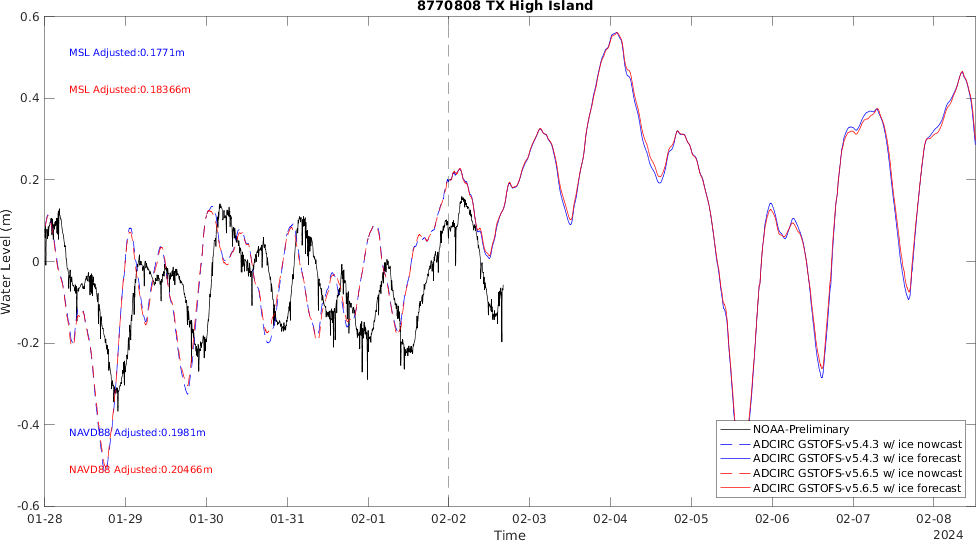 8770808 TX High Island
0.6
0.4
0.2
0
-0.2
-0.4
-0.6
Water Level (m)
MSL Adjusted:0.1771m
MSL Adjusted:0.18366m
NAVD88 Adjusted:0.1981m
NAVD88 Adjusted:0.20466m
NOAA-Preliminary
ADCIRC GSTOFS-v5.4.3 w/ ice nowcast
ADCIRC GSTOFS-v5.4.3 w/ ice forecast
ADCIRC GSTOFS-v5.6.5 w/ ice nowcast
ADCIRC GSTOFS-v5.6.5 w/ ice forecast
01-28 01-29 01-30 01-31 02-01 02-02 02-03 02-04 02-05 02-06 02-07 02-08
Time
2024